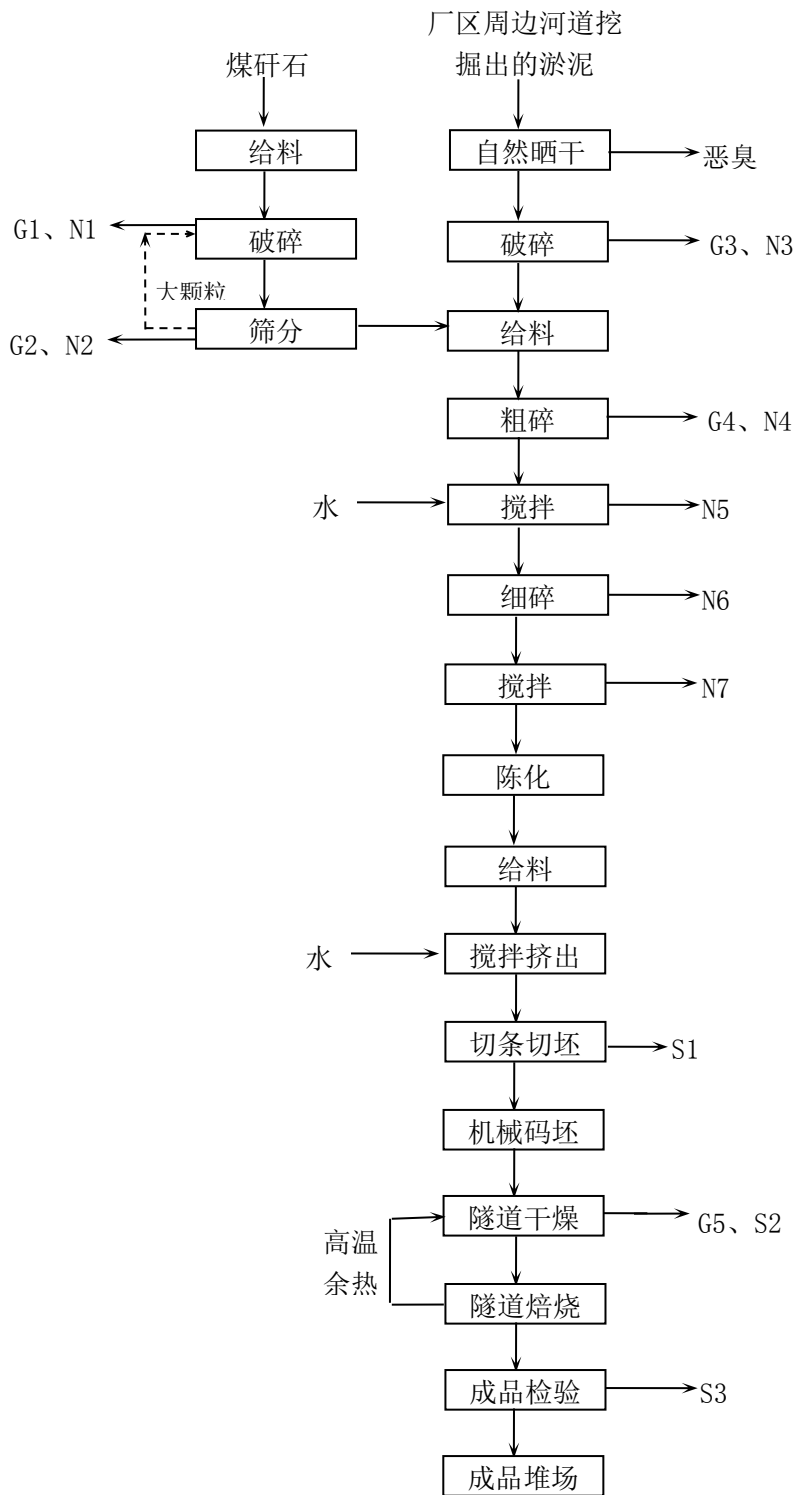 厂区周边河道挖
掘出的淤泥
煤矸石
给料
自然晒干
恶臭
G1、N1
破碎
破碎
G3、N3
大颗粒
G2、N2
筛分
给料
粗碎
G4、N4
水
搅拌
N5
细碎
N6
搅拌
N7
陈化
给料
水
搅拌挤出
切条切坯
S1
机械码坯
隧道干燥
G5、S2
高温
余热
隧道焙烧
成品检验
S3
成品堆场